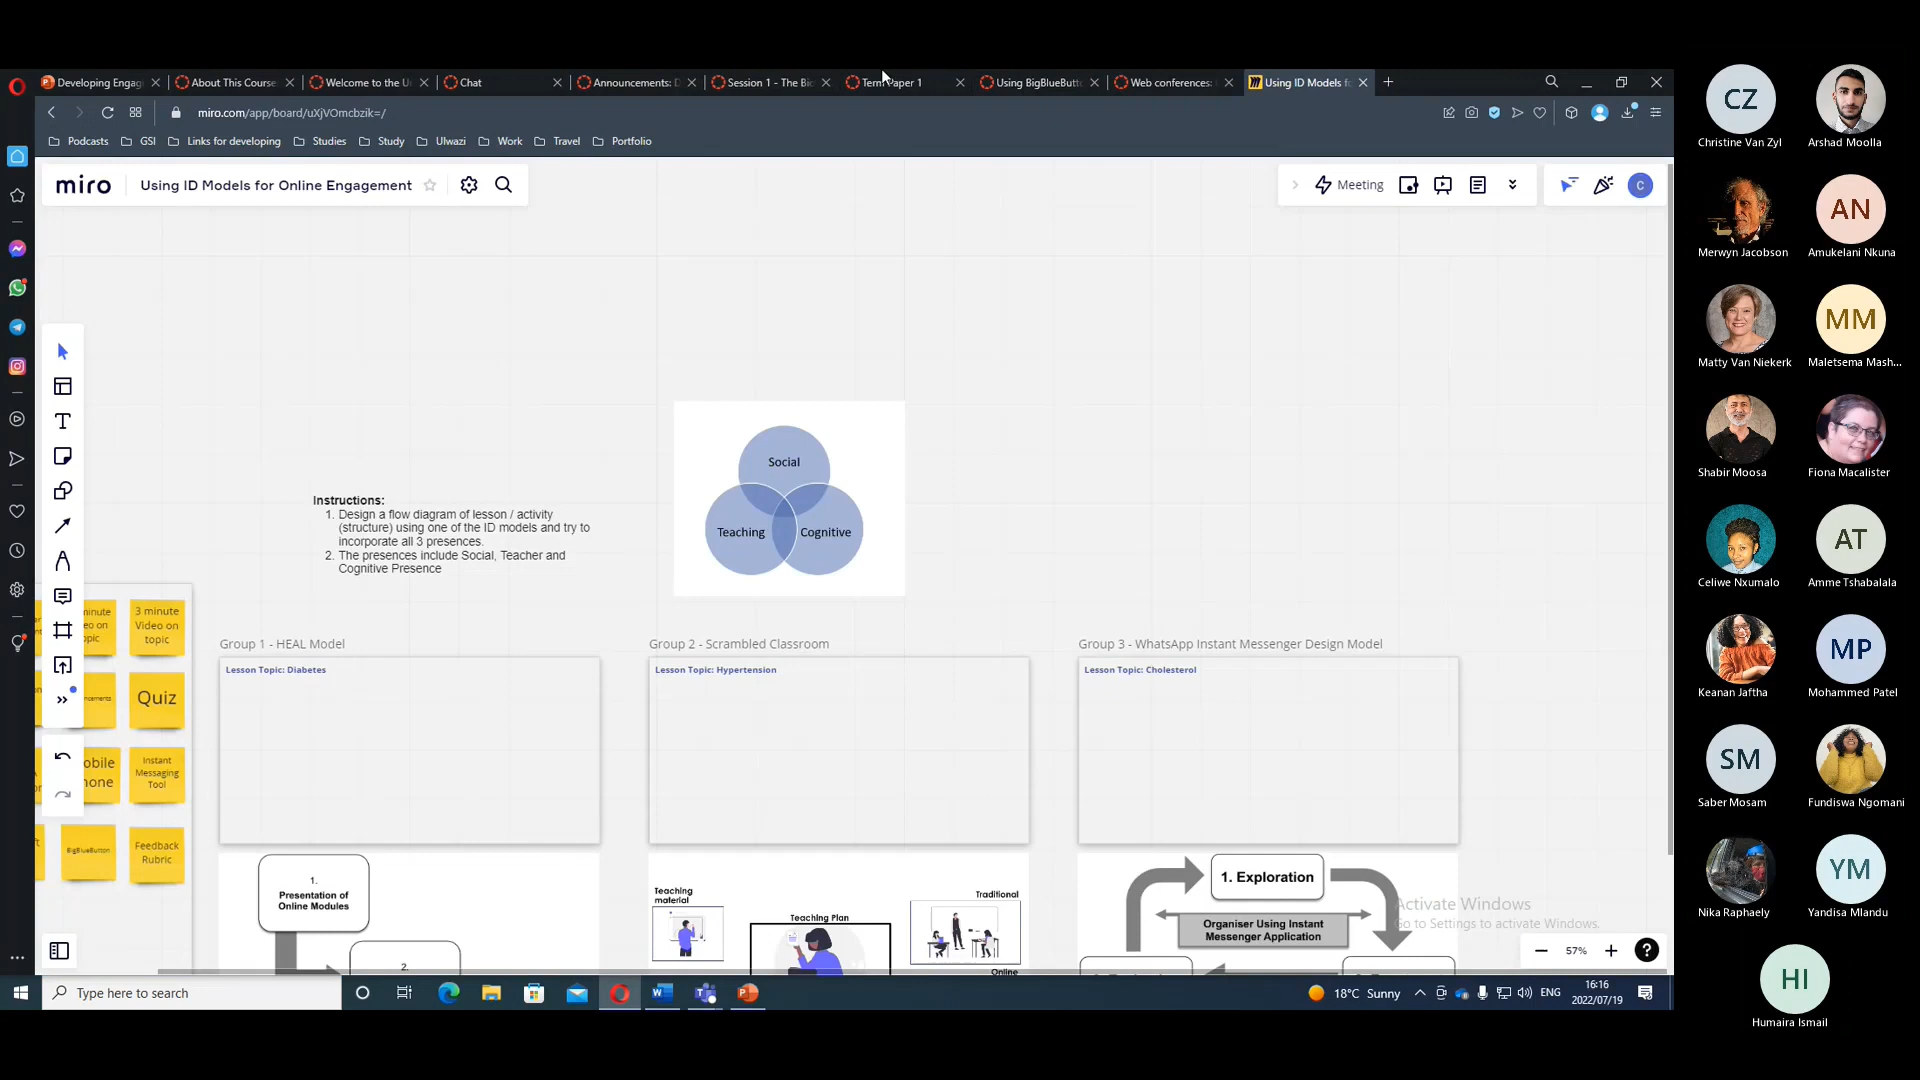 Developing Engag
About This Course
Welcome to the U
Chat
Announcements: D
Session 1 - The Bic
Term Paper 1
Using BigBlueButt
Web conferences:
Using ID Models fo
miro.com/app/board/uXjVOmcbzik=/
Podcasts
GSI
Links for developing
Studies
Study
Ulwazi
Work
Travel
Portfolio
miro
Using ID Models for Online Engagement
Meeting
C
Social
Teaching
Cognitive
Instructions:
1. Design a flow diagram of lesson / activity
(structure) using one of the ID models and try to
incorporate all 3 presences.
2. The presences include Social, Teacher and
Cognitive Presence
3 minute
Video on
topic
Quiz
Instant
Messaging
Tool
BigBlueButton
Feedback
Rubric
Group 1 - HEAL Model
Lesson Topic: Diabetes
1.
Presentation of
Online Modules
2.
Group 2 - Scrambled Classroom
Lesson Topic: Hypertension
Teaching
material
Teaching Plan
Traditional
Online
Group 3 - WhatsApp Instant Messenger Design Model
Lesson Topic: Cholesterol
1. Exploration
Organiser Using Instant
Messenger Application
Activate Windows
Go to Settings to activate Windows.
57%
Type here to search
18°C Sunny
ENG
16:16
2022/07/19
CZ
Christine Van Zyl
Arshad Moolla
Merwyn Jacobson
AN
Amukelani Nkuna
Matty Van Niekerk
MM
Maletsema Mash...
Shabir Moosa
Fiona Macalister
Celiwe Nxumalo
AT
Amme Tshabalala
Keanan Jaftha
MP
Mohammed Patel
SM
Saber Mosam
Fundiswa Ngomani
Nika Raphaely
YM
Yandisa Mlandu
HI
Humaira Ismail